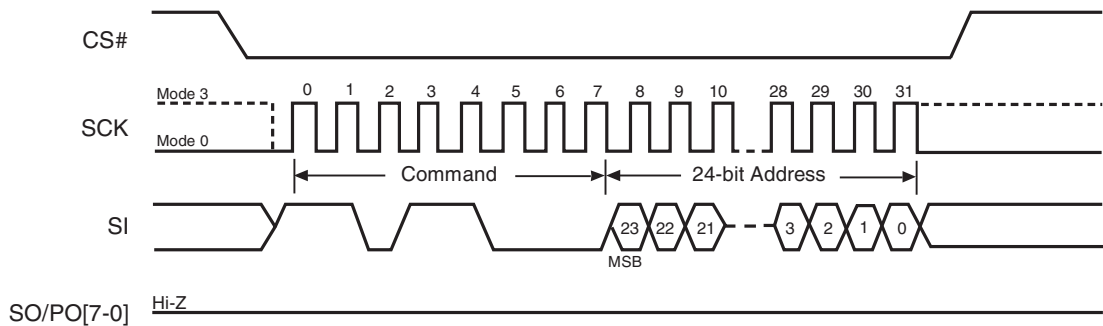 CS#
Mode 3
0 1 2 3 4 5 6 7 8 9 10 28 29 30 31
SCK
Mode 0
Command 24-bit Address
SI
23 22 21 3 2 1 0
MSB
Hi-Z
SO/PO[7-0]